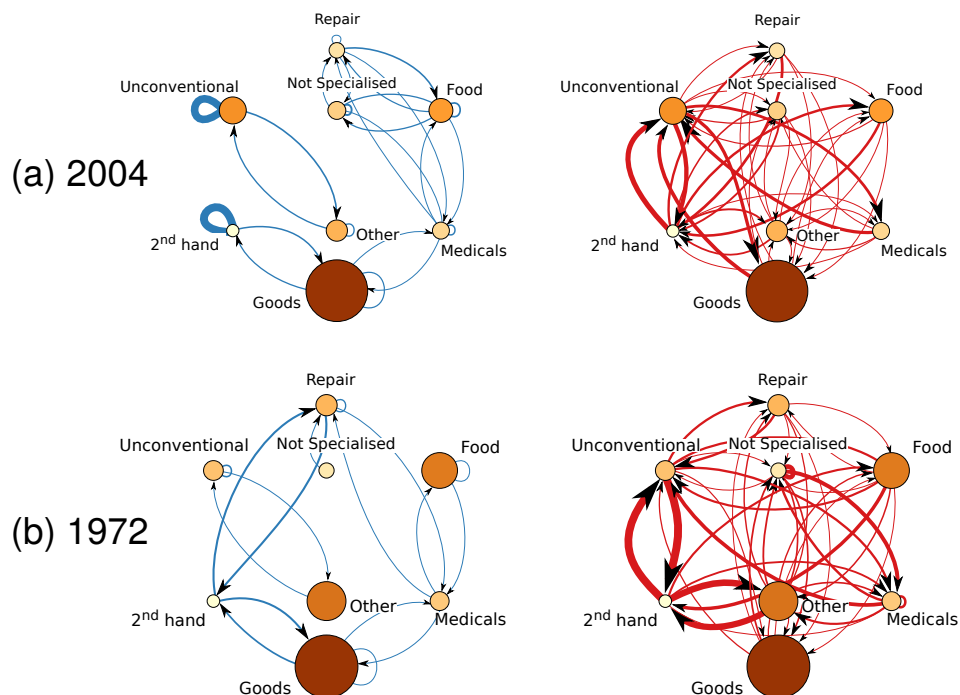 Repair
Repair
Unconventional
Not Specialised
Food
Unconventional
Not Specialised
Food
(a) 2004
2nd hand
Other
Medicals
2nd hand
Other
Medicals
Goods
Goods
Repair
Repair
Unconventional
Not Specialised
Food
Unconventional
Not Specialised
Food
(b) 1972
2nd hand
Other
Medicals
2nd hand
Other
Medicals
Goods
Goods